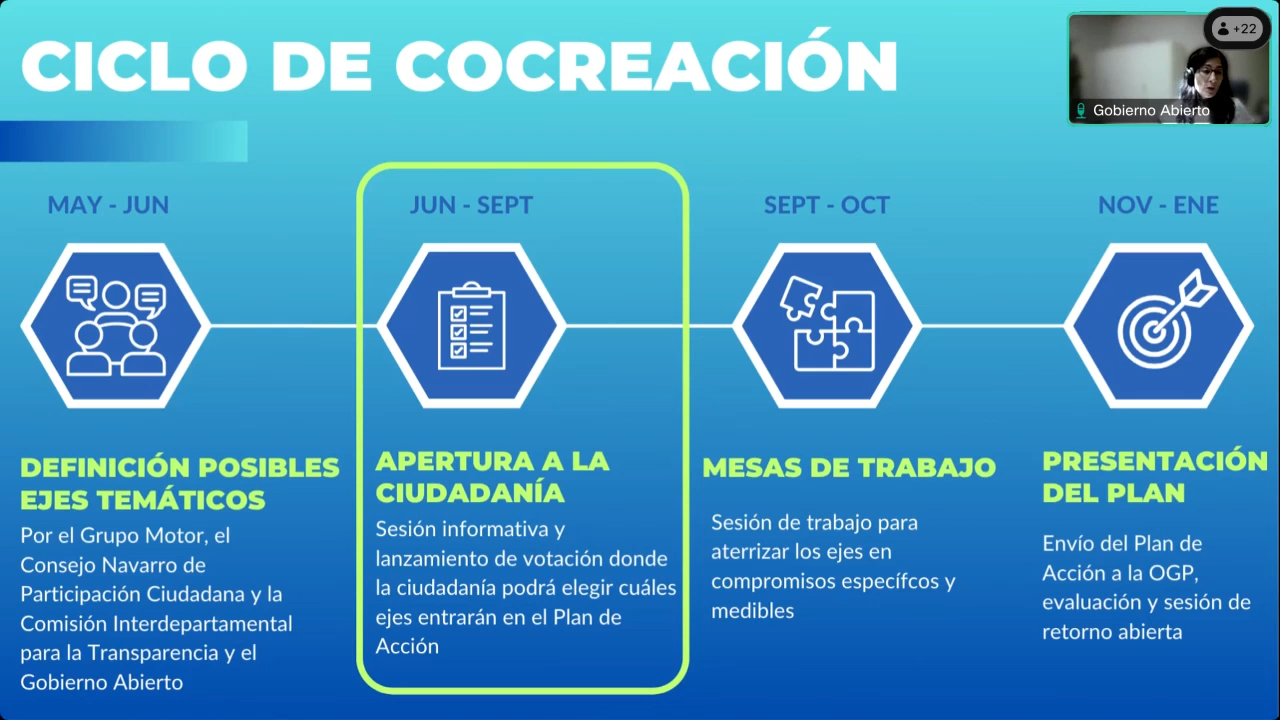 CICLO DE COCREACIÓN
+22
Gobierno Abierto
MAY - JUN
DEFINICIÓN POSIBLES
EJES TEMÁTICOS
Por el Grupo Motor, el
Consejo Navarro de
Participación Ciudadana y la
Comisión Interdepartamental
para la Transparencia y el
Gobierno Abierto
JUN - SEPT
APERTURA A LA
CIUDADANÍA
Sesión informativa y
lanzamiento de votación donde
la ciudadanía podrá elegir cuáles
ejes entrarán en el Plan de
Acción
SEPT - OCT
MESAS DE TRABAJO
Sesión de trabajo para
aterrizar los ejes en
compromisos específcos y
medibles
NOV - ENE
PRESENTACIÓN
DEL PLAN
Envío del Plan de
Acción a la OGP,
evaluación y sesión de
retorno abierta